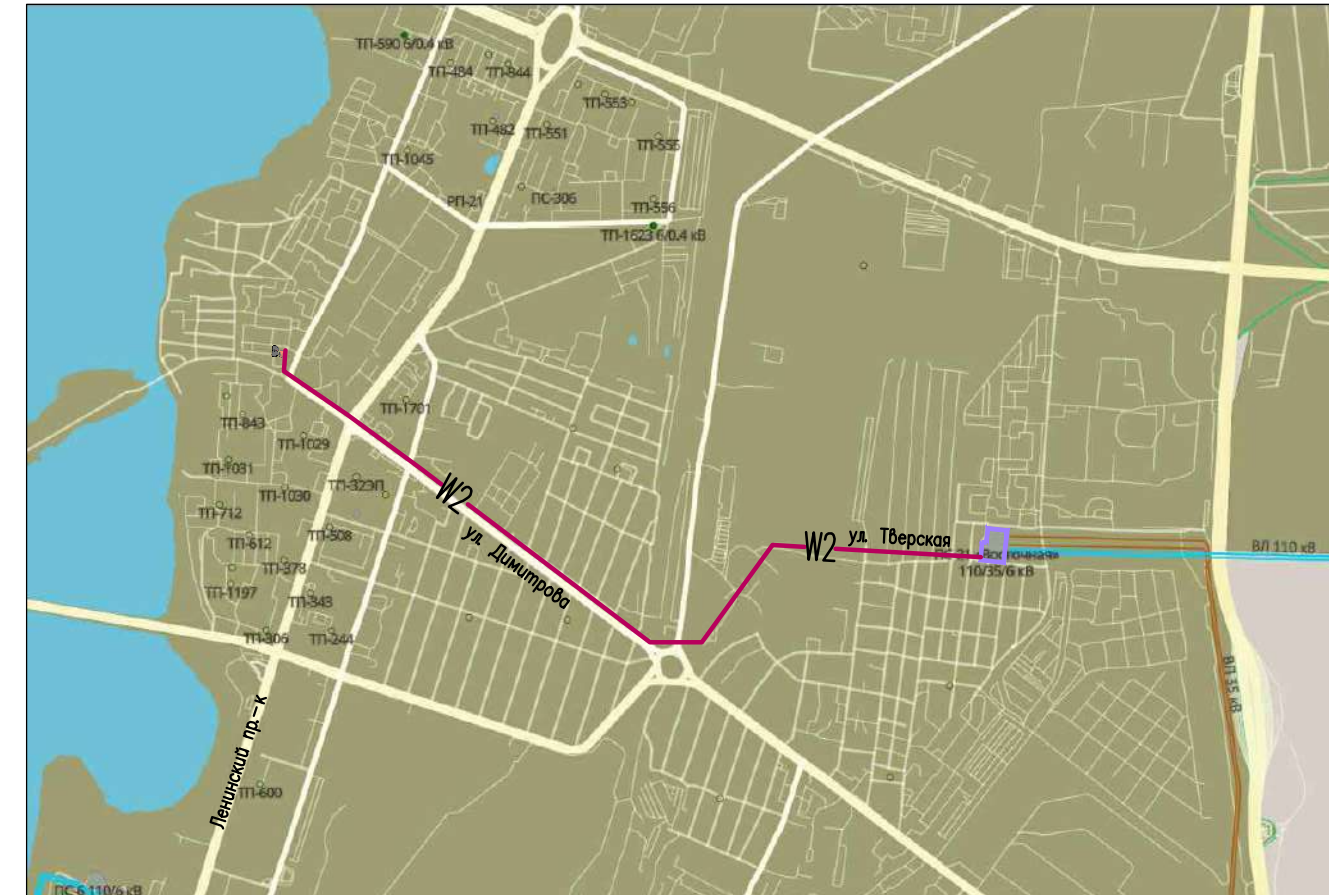 ТП-590 6/0.4 кВ
ТП-484
ТП-844
ТП-553
ТП-482
ТП-551
ТП-555
ТП-1045
РП-21
ПС-306
ТП-556
ТП-1623 6/0.4 кВ
ТП-1701
ТП-843
ТП-1029
ТП-1031
ТП-1030
ТП-32ЭП
W2
ТП-712
ул. Димитрова
ТП-612
ТП-508
W2
ул. Тверская
ВЛ 110 кВ
ПС 21 «Восточная»
110/35/6 кВ
ТП-378
ТП-1197
ТП-343
ТП-306
ТП-244
ВЛ 35 кВ
Ленинский пр.-к
ТП-600
ПС 6 110/6 кВ